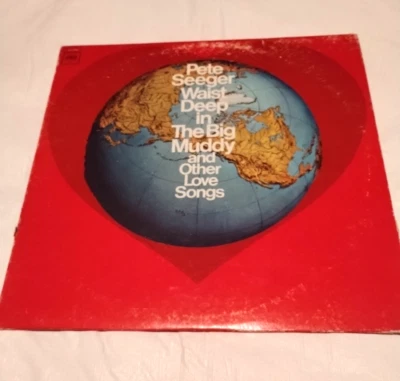 Pete
Seeger
Waist
Deep
in
The Big
Muddy
and
Other
Love
Songs